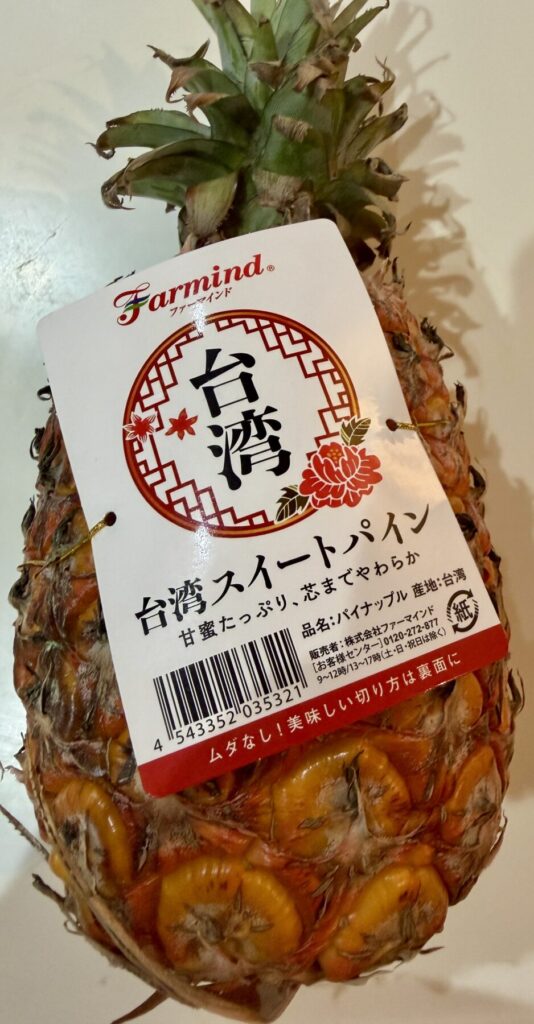 Farmind®
ファーマインド
台湾
台湾スイートパイン
甘蜜たっぷり、芯までやわらか
品名:パイナップル 産地:台湾
販売者:株式会社ファーマインド
[お客様センター]0120-272-877
9~12時/13~17時(土・日・祝日は除く)
紙
4 543352 035321
ムダなし!美味しい切り方は裏面に